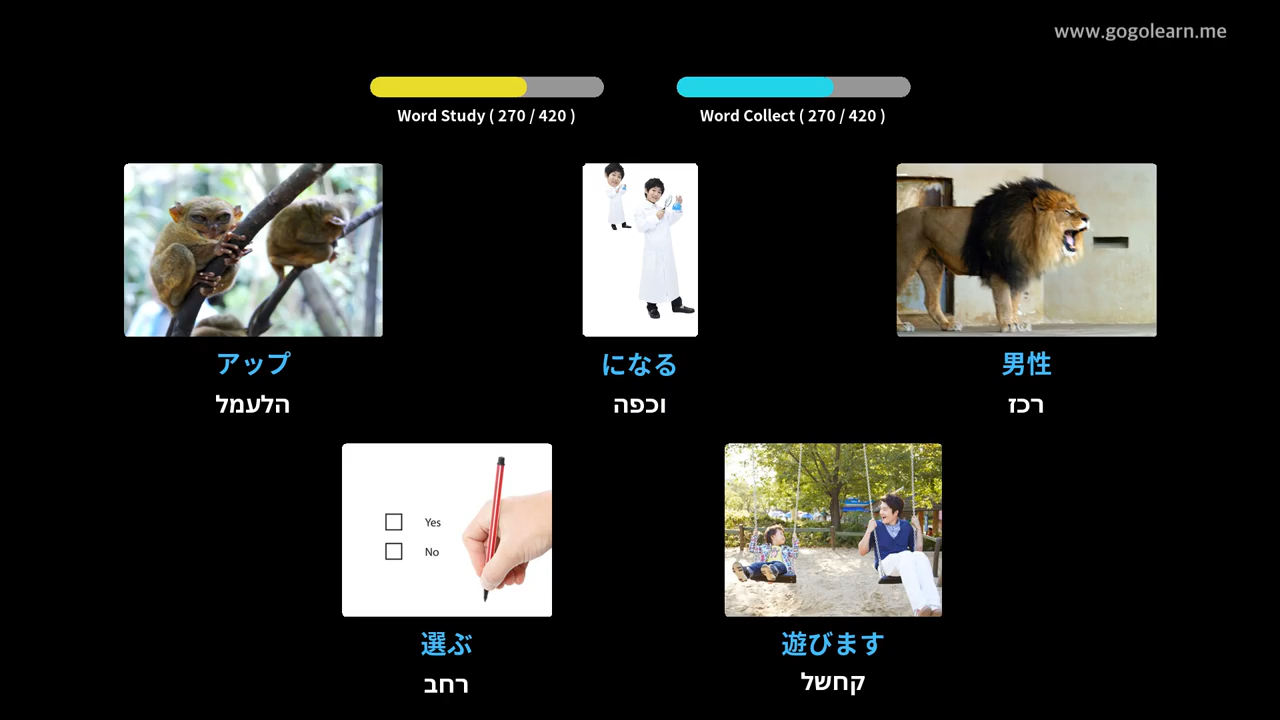 www.gogolearn.me
Word Study ( 270 / 420 )
Word Collect ( 270 / 420 )
アップ
הלעמל
になる
וכפה
男性
רכז
Yes
No
選ぶ
רחב
遊びます
קחשל